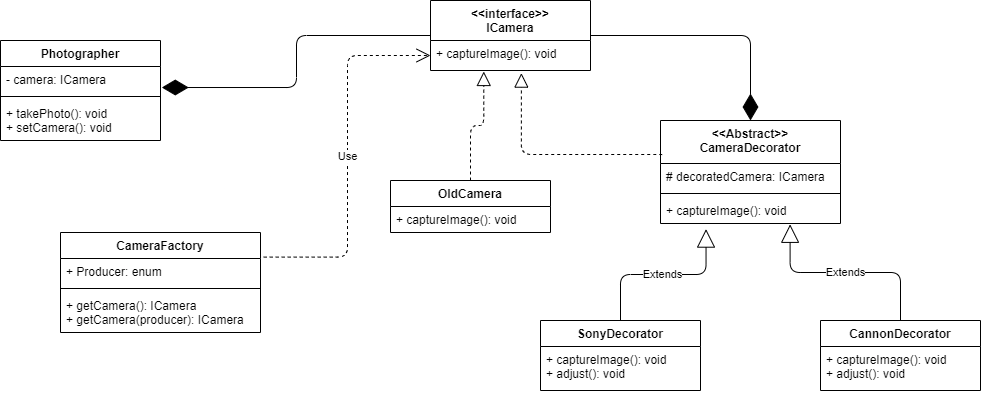 <<interface>>
ICamera
+ captureImage(): void
Photographer
- camera: ICamera
+ takePhoto(): void
+ setCamera(): void
<<Abstract>>
CameraDecorator
# decoratedCamera: ICamera
+ captureImage(): void
Use
OldCamera
+ captureImage(): void
CameraFactory
+ Producer: enum
+ getCamera(): ICamera
+ getCamera(producer): ICamera
Extends
Extends
SonyDecorator
+ captureImage(): void
+ adjust(): void
CannonDecorator
+ captureImage(): void
+ adjust(): void